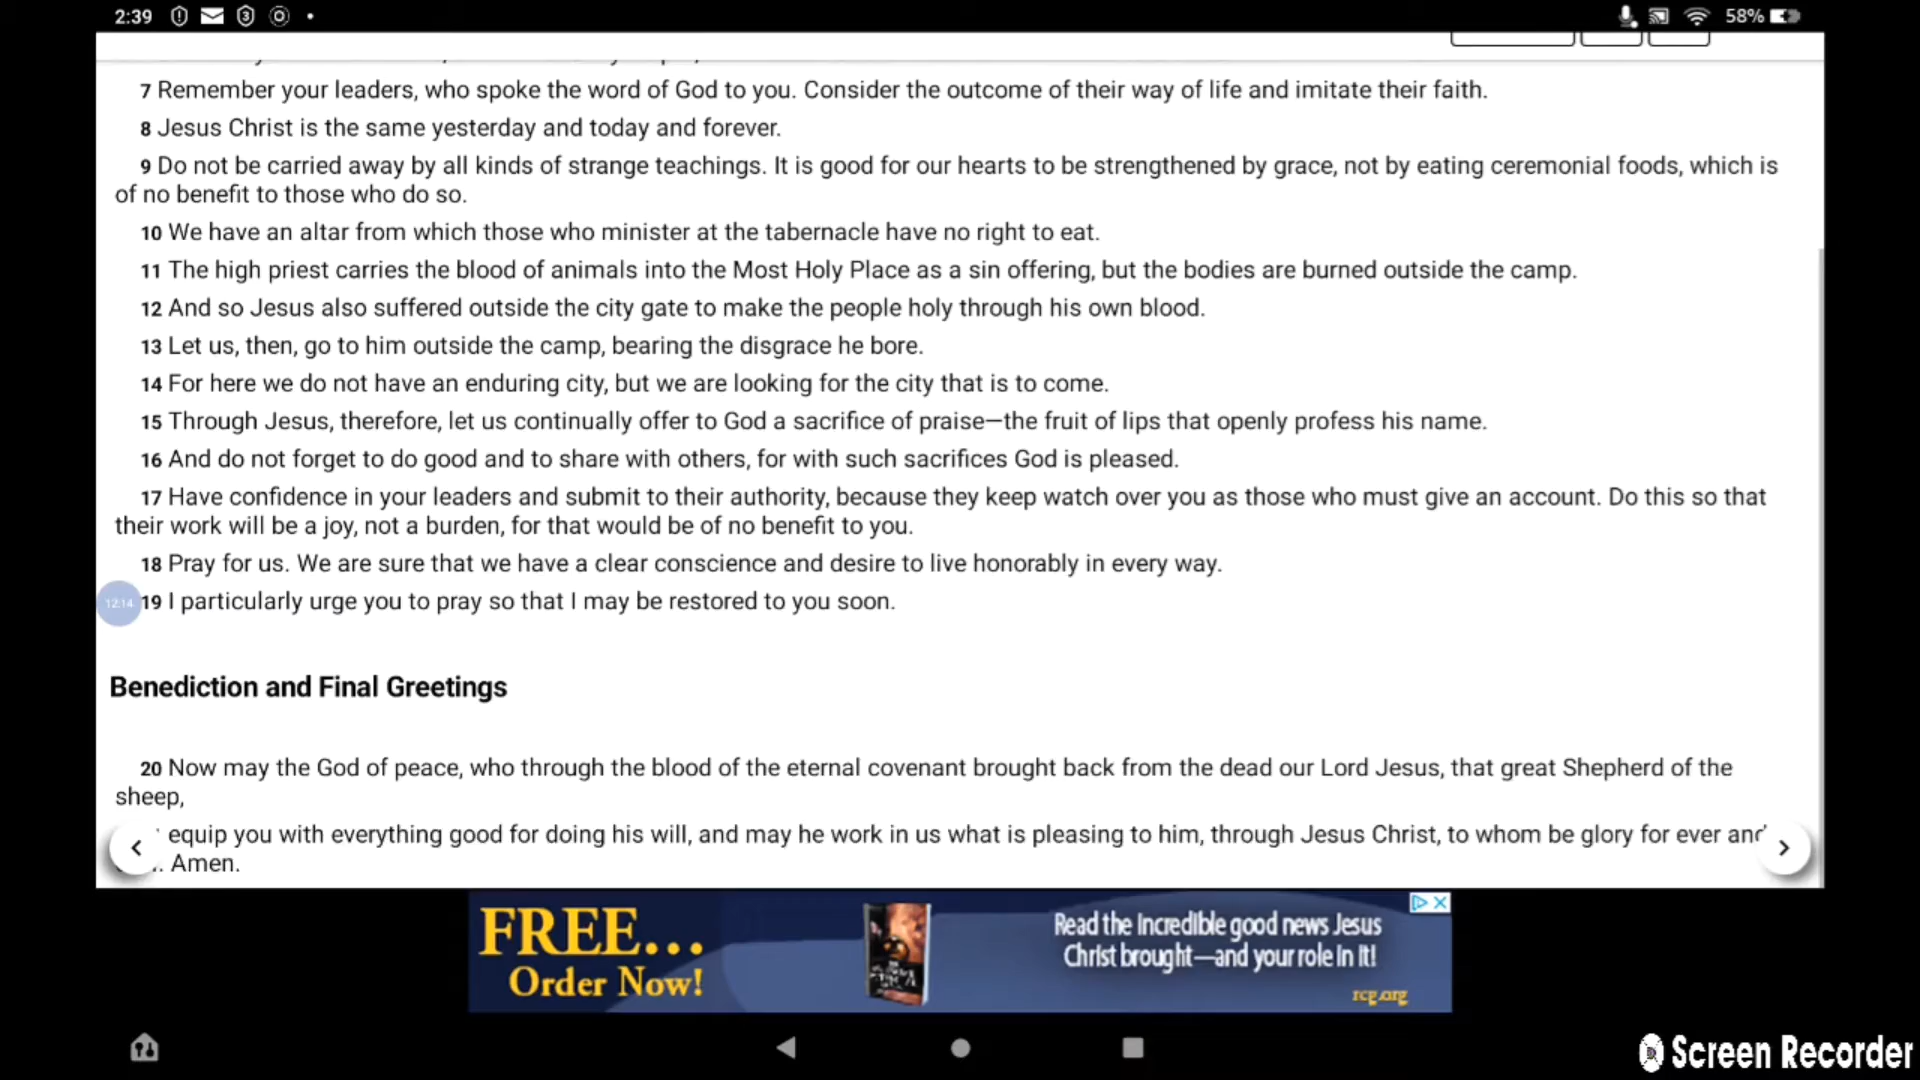 2:39
58%
7 Remember your leaders, who spoke the word of God to you. Consider the outcome of their way of life and imitate their faith.
8 Jesus Christ is the same yesterday and today and forever.
9 Do not be carried away by all kinds of strange teachings. It is good for our hearts to be strengthened by grace, not by eating ceremonial foods, which is
of no benefit to those who do so.
10 We have an altar from which those who minister at the tabernacle have no right to eat.
11 The high priest carries the blood of animals into the Most Holy Place as a sin offering, but the bodies are burned outside the camp.
12 And so Jesus also suffered outside the city gate to make the people holy through his own blood.
13 Let us, then, go to him outside the camp, bearing the disgrace he bore.
14 For here we do not have an enduring city, but we are looking for the city that is to come.
15 Through Jesus, therefore, let us continually offer to God a sacrifice of praise—the fruit of lips that openly profess his name.
16 And do not forget to do good and to share with others, for with such sacrifices God is pleased.
17 Have confidence in your leaders and submit to their authority, because they keep watch over you as those who must give an account. Do this so that
their work will be a joy, not a burden, for that would be of no benefit to you.
18 Pray for us. We are sure that we have a clear conscience and desire to live honorably in every way.
12:14 19 I particularly urge you to pray so that I may be restored to you soon.
Benediction and Final Greetings
20 Now may the God of peace, who through the blood of the eternal covenant brought back from the dead our Lord Jesus, that great Shepherd of the
sheep,
equip you with everything good for doing his will, and may he work in us what is pleasing to him, through Jesus Christ, to whom be glory for ever and
. Amen.
FREE...
Order Now!
Read the incredible good news Jesus
Christ brought—and your role in it!
rcg.org
Screen Recorder